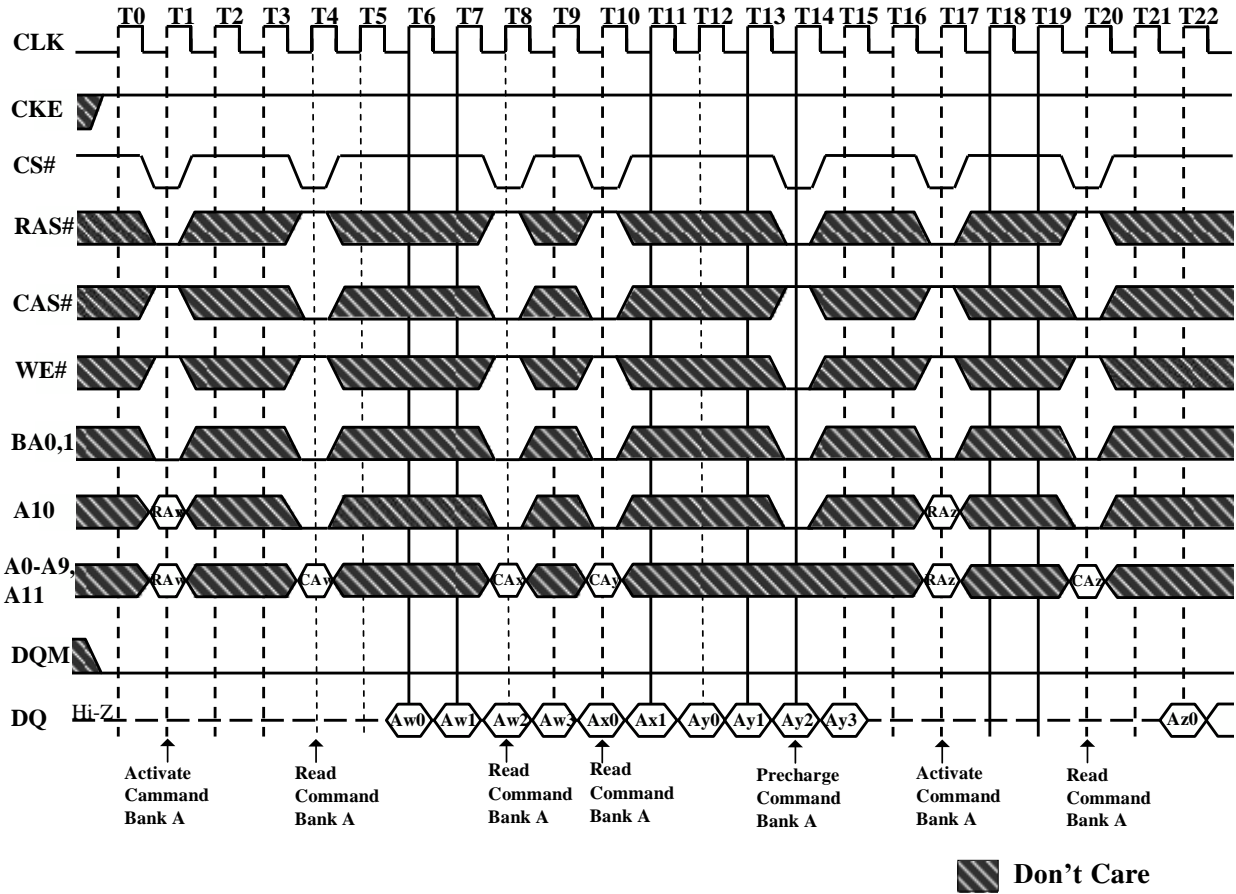 T0 T1 T2 T3 T4 T5 T6 T7 T8 T9 T10 T11 T12 T13 T14 T15 T16 T17 T18 T19 T20 T21 T22
CLK
CKE
CS#
RAS#
CAS#
WE#
BA0,1
A10 RAx RAz
A0-A9,
A11
RAw CAw CAx CAy RAz CAz
DQM
DQ Hi-Z Aw0 Aw1 Aw2 Aw3 Ax0 Ax1 Ay0 Ay1 Ay2 Ay3 Az0
Activate
Cammand
Bank A
Read
Command
Bank A
Read
Command
Bank A
Read
Command
Bank A
Precharge
Command
Bank A
Activate
Command
Bank A
Read
Command
Bank A
Don't Care